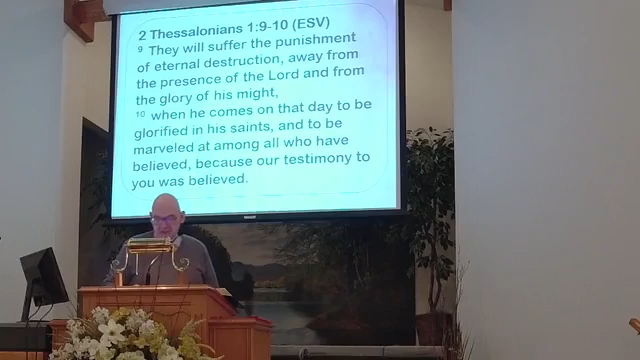 2 Thessalonians 1:9-10 (ESV)
9 They will suffer the punishment
of eternal destruction, away from
the presence of the Lord and from
the glory of his might,
10 when he comes on that day to be
glorified in his saints, and to be
marveled at among all who have
believed, because our testimony to
you was believed.